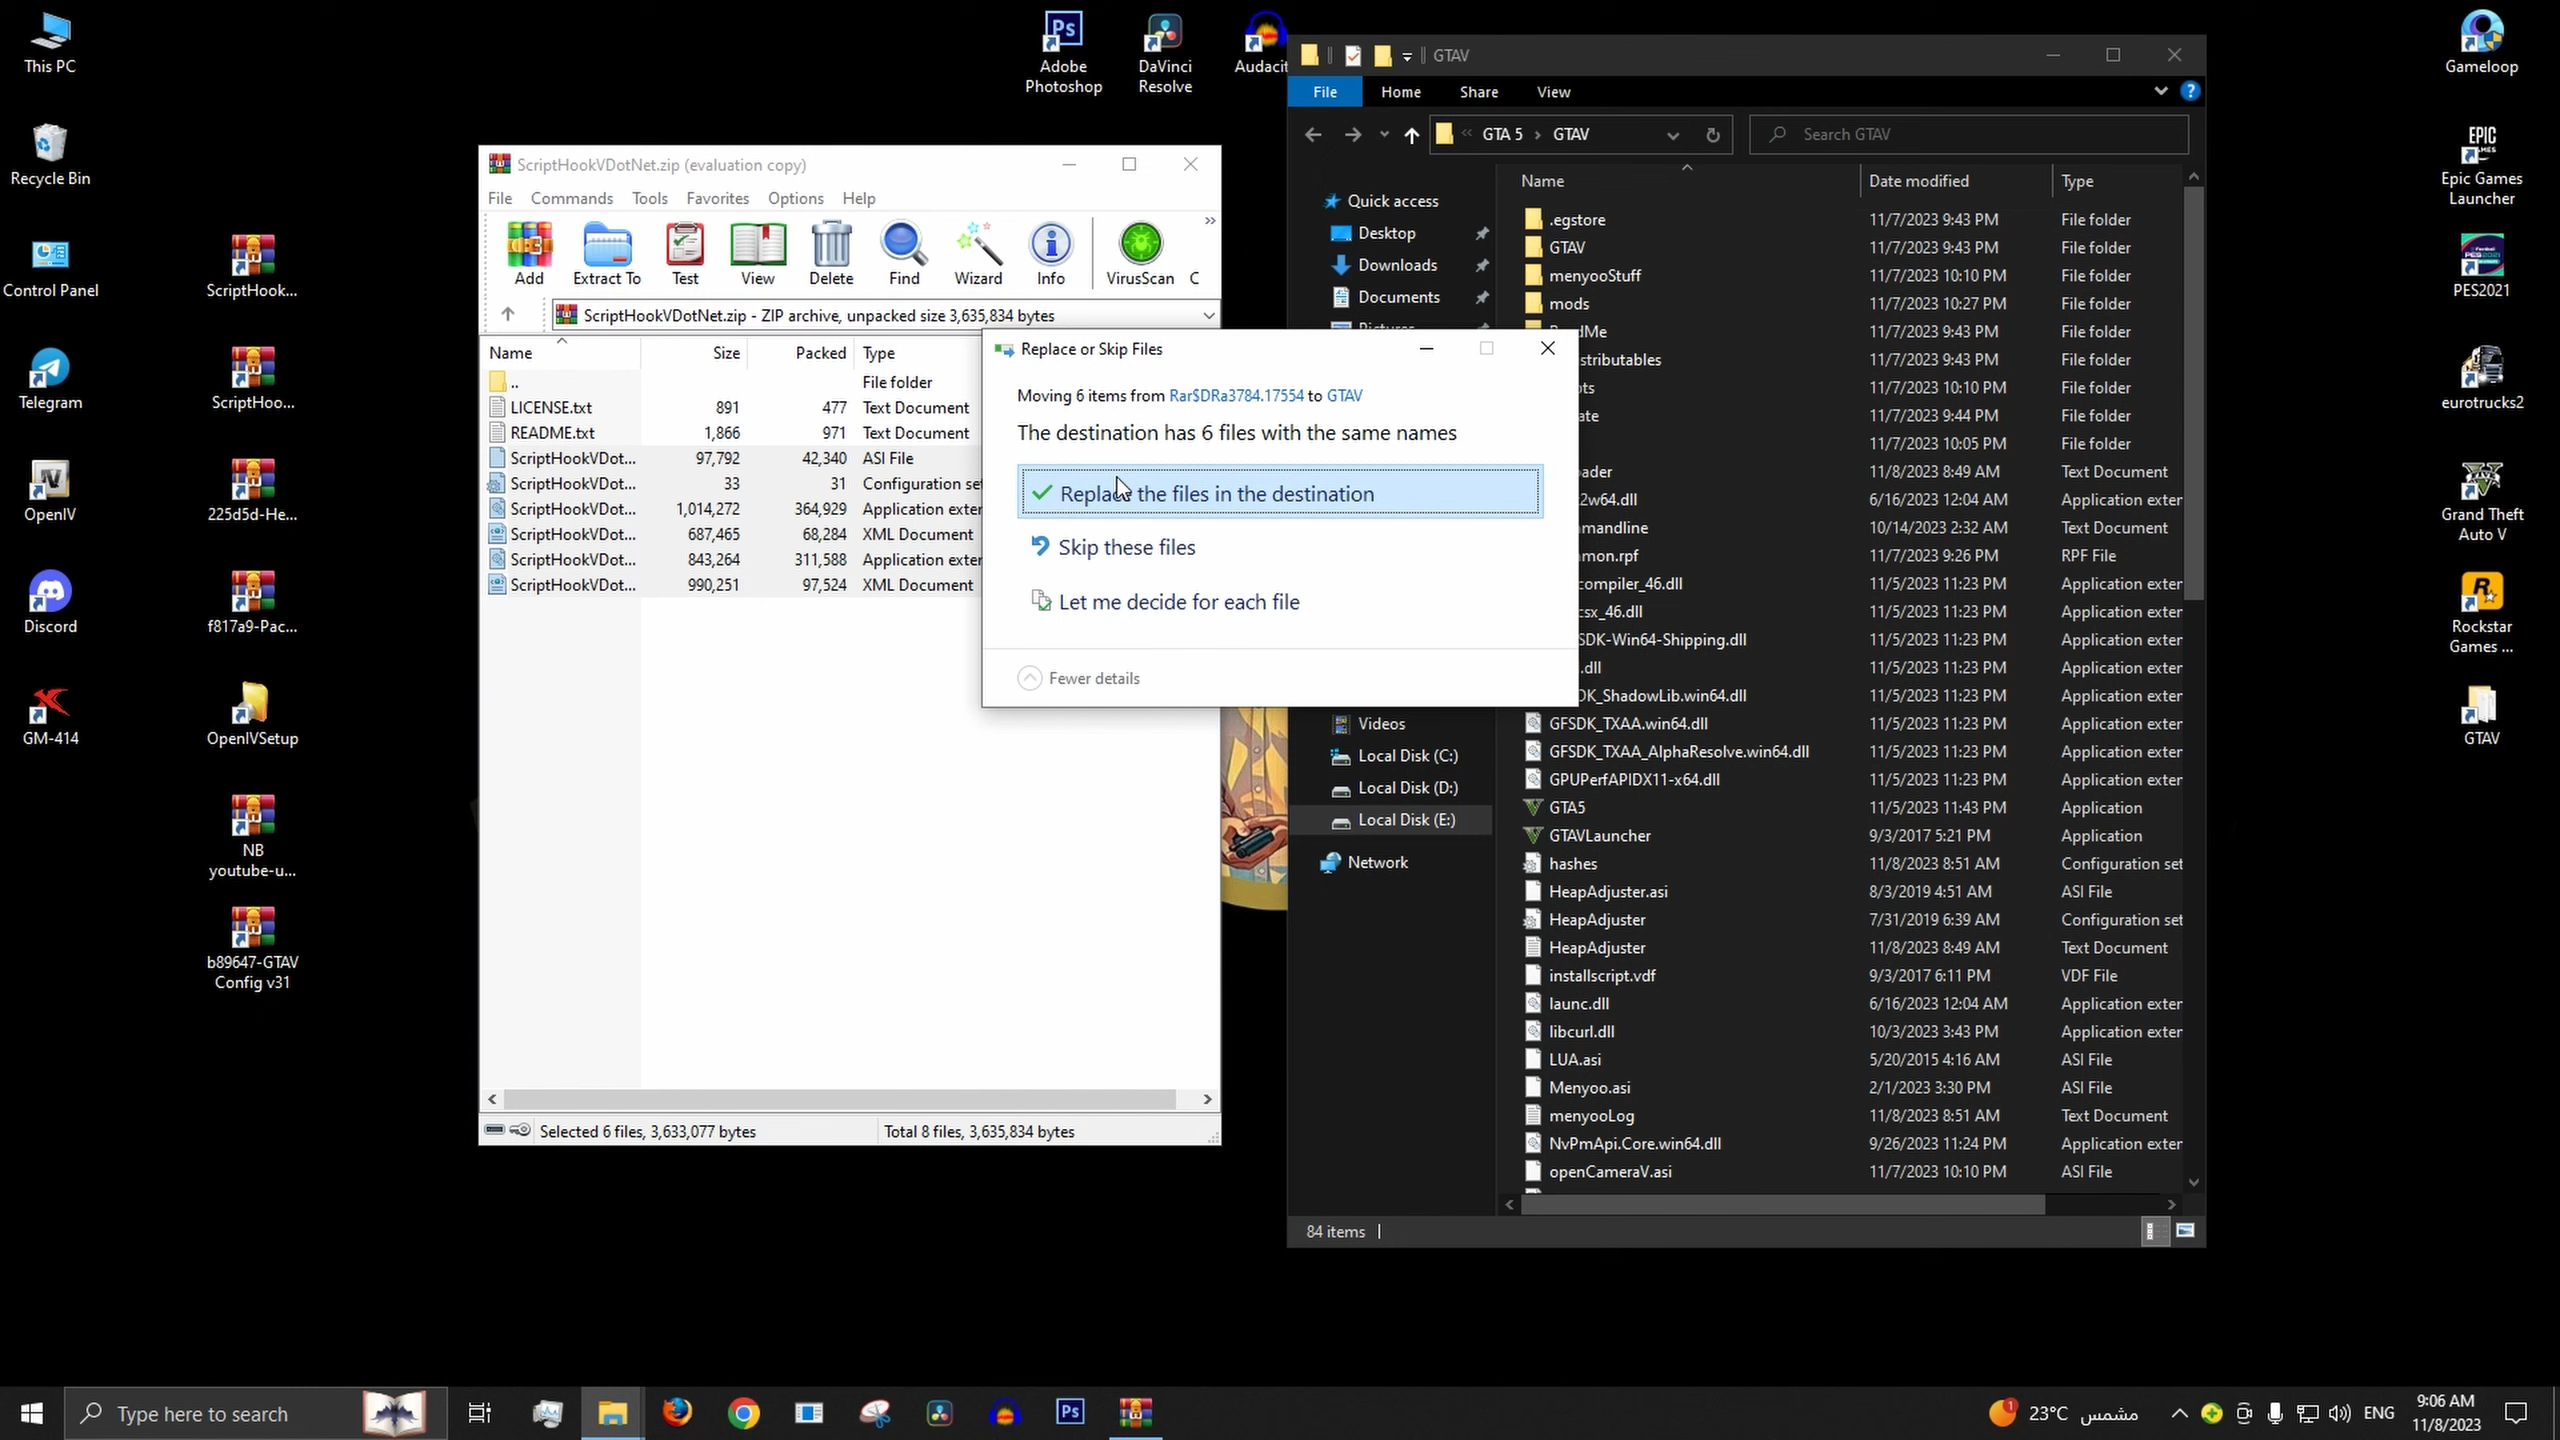 This PC
Recycle Bin
Control Panel
Telegram
OpenIV
Discord
GM-414
ScriptHook...
ScriptHoo...
225d5d-He...
f817a9-Pac...
OpenIVSetup
NB
youtube-u...
b89647-GTAV
Config v31
Adobe
Photoshop
DaVinci
Resolve
Audacit
Gameloop
Epic Games
Launcher
PES2021
eurotrucks2
Grand Theft
Auto V
Rockstar
Games ...
GTAV
ScriptHookVDotNet.zip (evaluation copy)
File Commands Tools Favorites Options Help
Add Extract To Test View Delete Find Wizard Info VirusScan C
ScriptHookVDotNet.zip - ZIP archive, unpacked size 3,635,834 bytes
Name Size Packed Type
.. File folder
LICENSE.txt 891 477 Text Document
README.txt 1,866 971 Text Document
ScriptHookVDot... 97,792 42,340 ASI File
ScriptHookVDot... 33 31 Configuration set
ScriptHookVDot... 1,014,272 364,929 Application exter
ScriptHookVDot... 687,465 68,284 XML Document
ScriptHookVDot... 843,264 311,588 Application exter
ScriptHookVDot... 990,251 97,524 XML Document
Selected 6 files, 3,633,077 bytes Total 8 files, 3,635,834 bytes
Replace or Skip Files
Moving 6 items from Rar$DRa3784.17554 to GTAV
The destination has 6 files with the same names
Replace the files in the destination
Skip these files
Let me decide for each file
Fewer details
GTAV
File Home Share View
GTA 5 GTAV
Search GTAV
Quick access
Desktop
Downloads
Documents
Videos
Local Disk (C:)
Local Disk (D:)
Local Disk (E:)
Network
Name Date modified Type
.egstore 11/7/2023 9:43 PM File folder
GTAV 11/7/2023 9:43 PM File folder
menyooStuff 11/7/2023 10:10 PM File folder
mods 11/7/2023 10:27 PM File folder
11/7/2023 9:43 PM File folder
stributables 11/7/2023 9:43 PM File folder
ots 11/7/2023 10:10 PM File folder
ate 11/7/2023 9:44 PM File folder
11/7/2023 10:05 PM File folder
ader 11/8/2023 8:49 AM Text Document
2w64.dll 6/16/2023 12:04 AM Application exter
mandline 10/14/2023 2:32 AM Text Document
mon.rpf 11/7/2023 9:26 PM RPF File
compiler_46.dll 11/5/2023 11:23 PM Application exter
csx_46.dll 11/5/2023 11:23 PM Application exter
SDK-Win64-Shipping.dll 11/5/2023 11:23 PM Application exter
.dll 11/5/2023 11:23 PM Application exter
DK_ShadowLib.win64.dll 11/5/2023 11:23 PM Application exter
GFSDK_TXAA.win64.dll 11/5/2023 11:23 PM Application exter
GFSDK_TXAA_AlphaResolve.win64.dll 11/5/2023 11:23 PM Application exter
GPUPerfAPIDX11-x64.dll 11/5/2023 11:23 PM Application exter
GTA5 11/5/2023 11:43 PM Application
GTAVLauncher 9/3/2017 5:21 PM Application
hashes 11/8/2023 8:51 AM Configuration set
HeapAdjuster.asi 8/3/2019 4:51 AM ASI File
HeapAdjuster 7/31/2019 6:39 AM Configuration set
HeapAdjuster 11/8/2023 8:49 AM Text Document
installscript.vdf 9/3/2017 6:11 PM VDF File
launc.dll 6/16/2023 12:04 AM Application exter
libcurl.dll 10/3/2023 3:43 PM Application exter
LUA.asi 5/20/2015 4:16 AM ASI File
Menyoo.asi 2/1/2023 3:30 PM ASI File
menyooLog 11/8/2023 8:51 AM Text Document
NvPmApi.Core.win64.dll 9/26/2023 11:24 PM Application exter
openCameraV.asi 11/7/2023 10:10 PM ASI File
84 items
Type here to search
23°C مشمس ENG
9:06 AM
11/8/2023